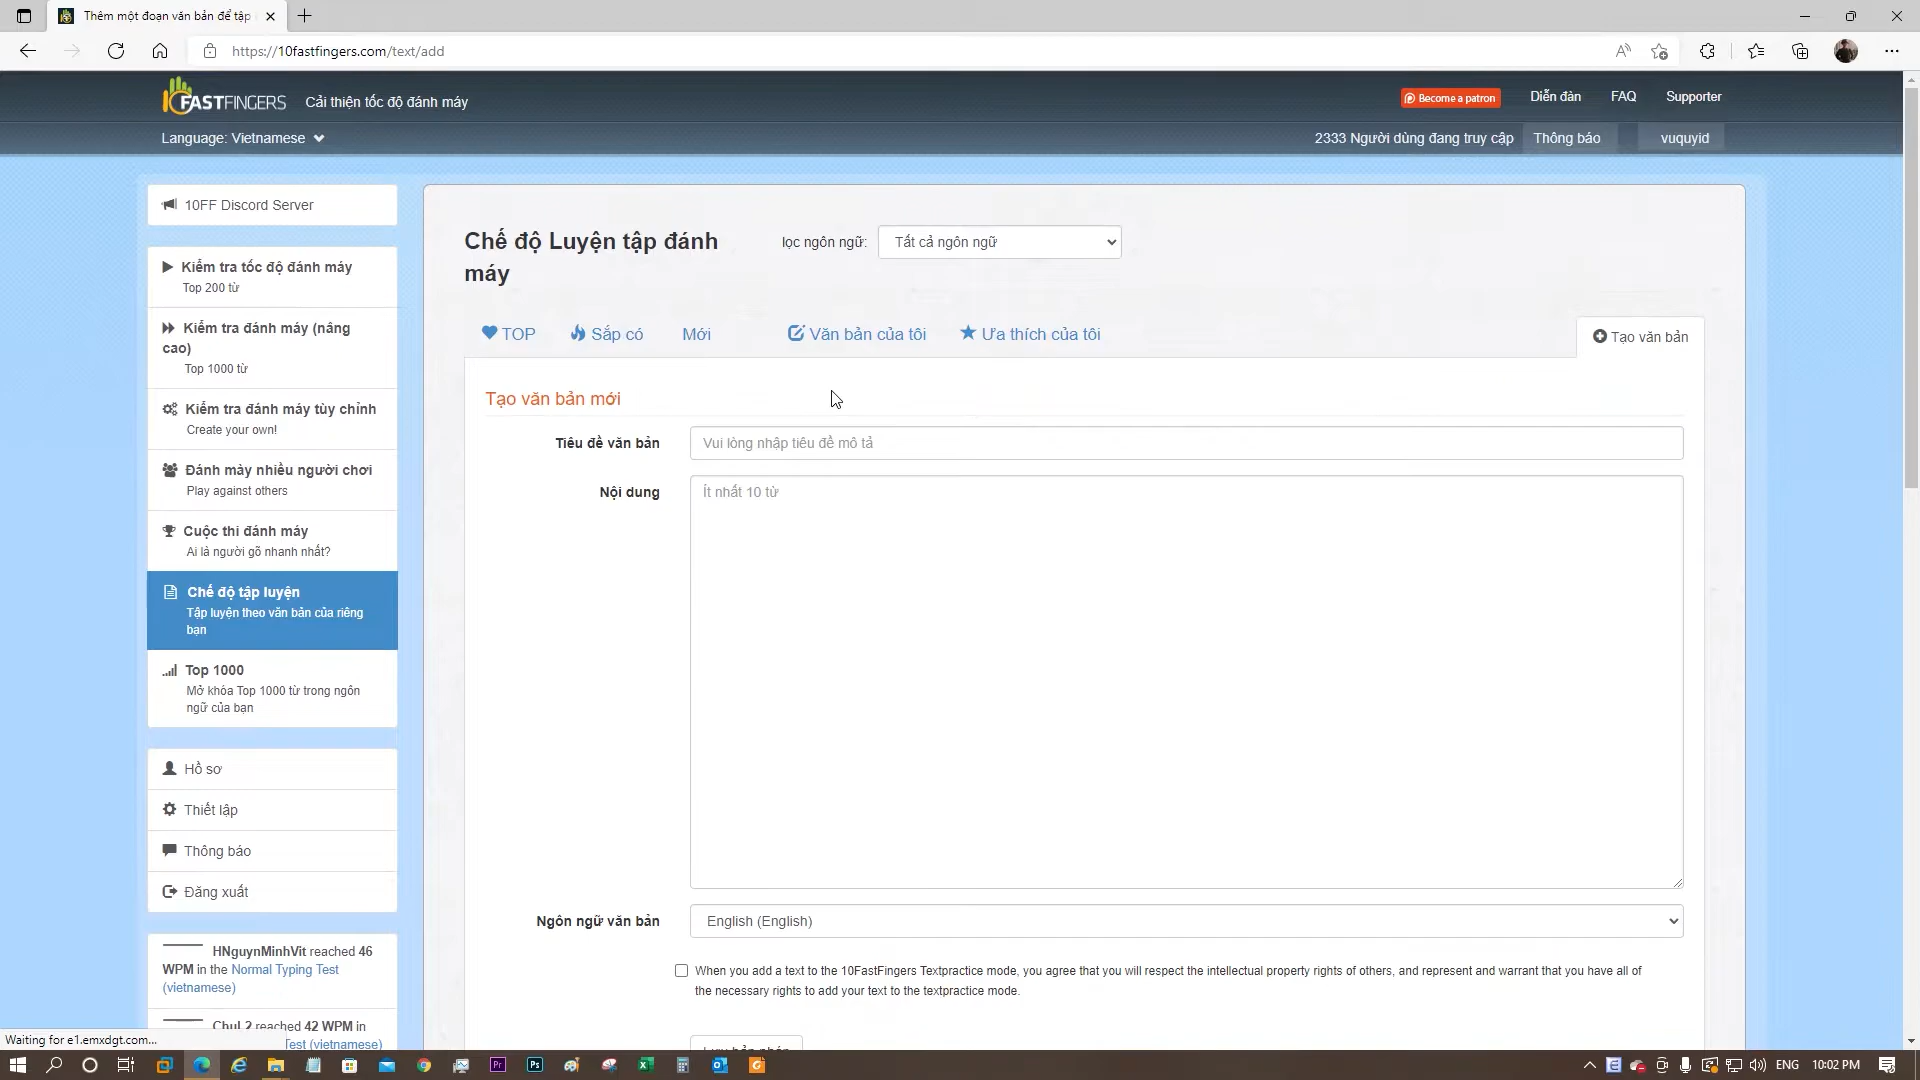 Thêm một đoạn văn bản để tập
https://10fastfingers.com/text/add
FASTFINGERS
Cải thiện tốc độ đánh máy
Become a patron
Diễn đàn
FAQ
Supporter
Language: Vietnamese
2333 Người dùng đang truy cập
Thông báo
vuquyid
10FF Discord Server
Kiểm tra tốc độ đánh máy
Top 200 từ
Kiểm tra đánh máy (nâng
cao)
Top 1000 từ
Kiểm tra đánh máy tùy chỉnh
Create your own!
Đánh mày nhiều người chơi
Play against others
Cuộc thi đánh máy
Ai là người gõ nhanh nhất?
Chế độ tập luyện
Tập luyện theo văn bản của riêng
bạn
Top 1000
Mở khóa Top 1000 từ trong ngôn
ngữ của bạn
Hồ sơ
Thiết lập
Thông báo
Đăng xuất
HNguynMinhVit reached 46
WPM in the Normal Typing Test
(vietnamese)
ChuL2 reached 42 WPM in
Test (vietnamese)
Chế độ Luyện tập đánh
máy
lọc ngôn ngữ:
Tất cả ngôn ngữ
TOP
Sắp có
Mới
Văn bản của tôi
Ưa thích của tôi
Tạo văn bản
Tạo văn bản mới
Tiêu đề văn bản
Vui lòng nhập tiêu đề mô tả
Nội dung
Ít nhất 10 từ
Ngôn ngữ văn bản
English (English)
When you add a text to the 10FastFingers Textpractice mode, you agree that you will respect the intellectual property rights of others, and represent and warrant that you have all of
the necessary rights to add your text to the textpractice mode.
Waiting for e1.emxdgt.com...
ENG
10:02 PM